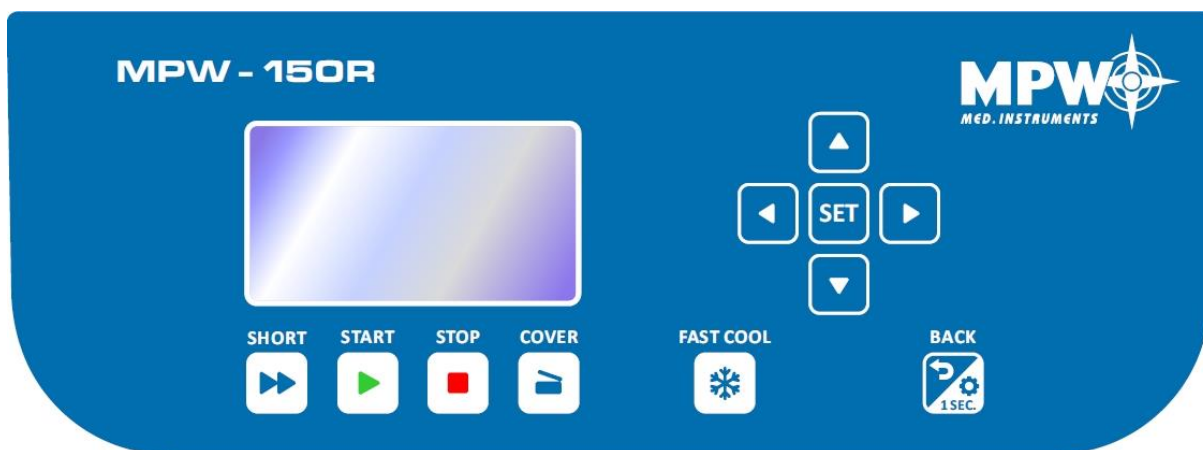 MPW - 150R
MPW
MED. INSTRUMENTS
SET
SHORT START STOP COVER FAST COOL BACK
1 SEC.